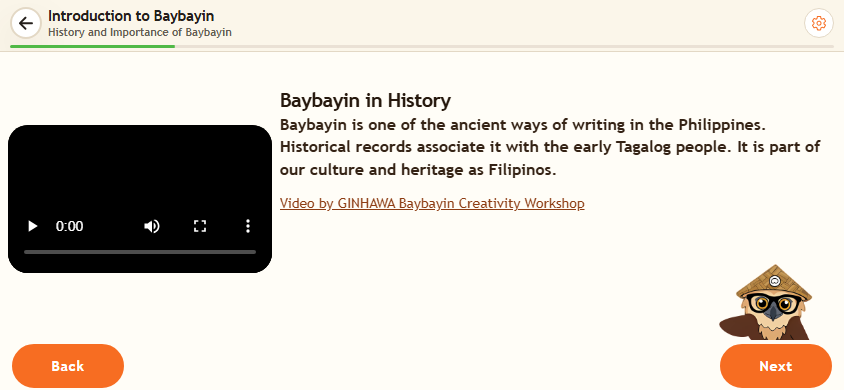 Introduction to Baybayin
History and Importance of Baybayin
Baybayin in History
Baybayin is one of the ancient ways of writing in the Philippines.
Historical records associate it with the early Tagalog people. It is part of
our culture and heritage as Filipinos.
Video by GINHAWA Baybayin Creativity Workshop
0:00
Back
Next